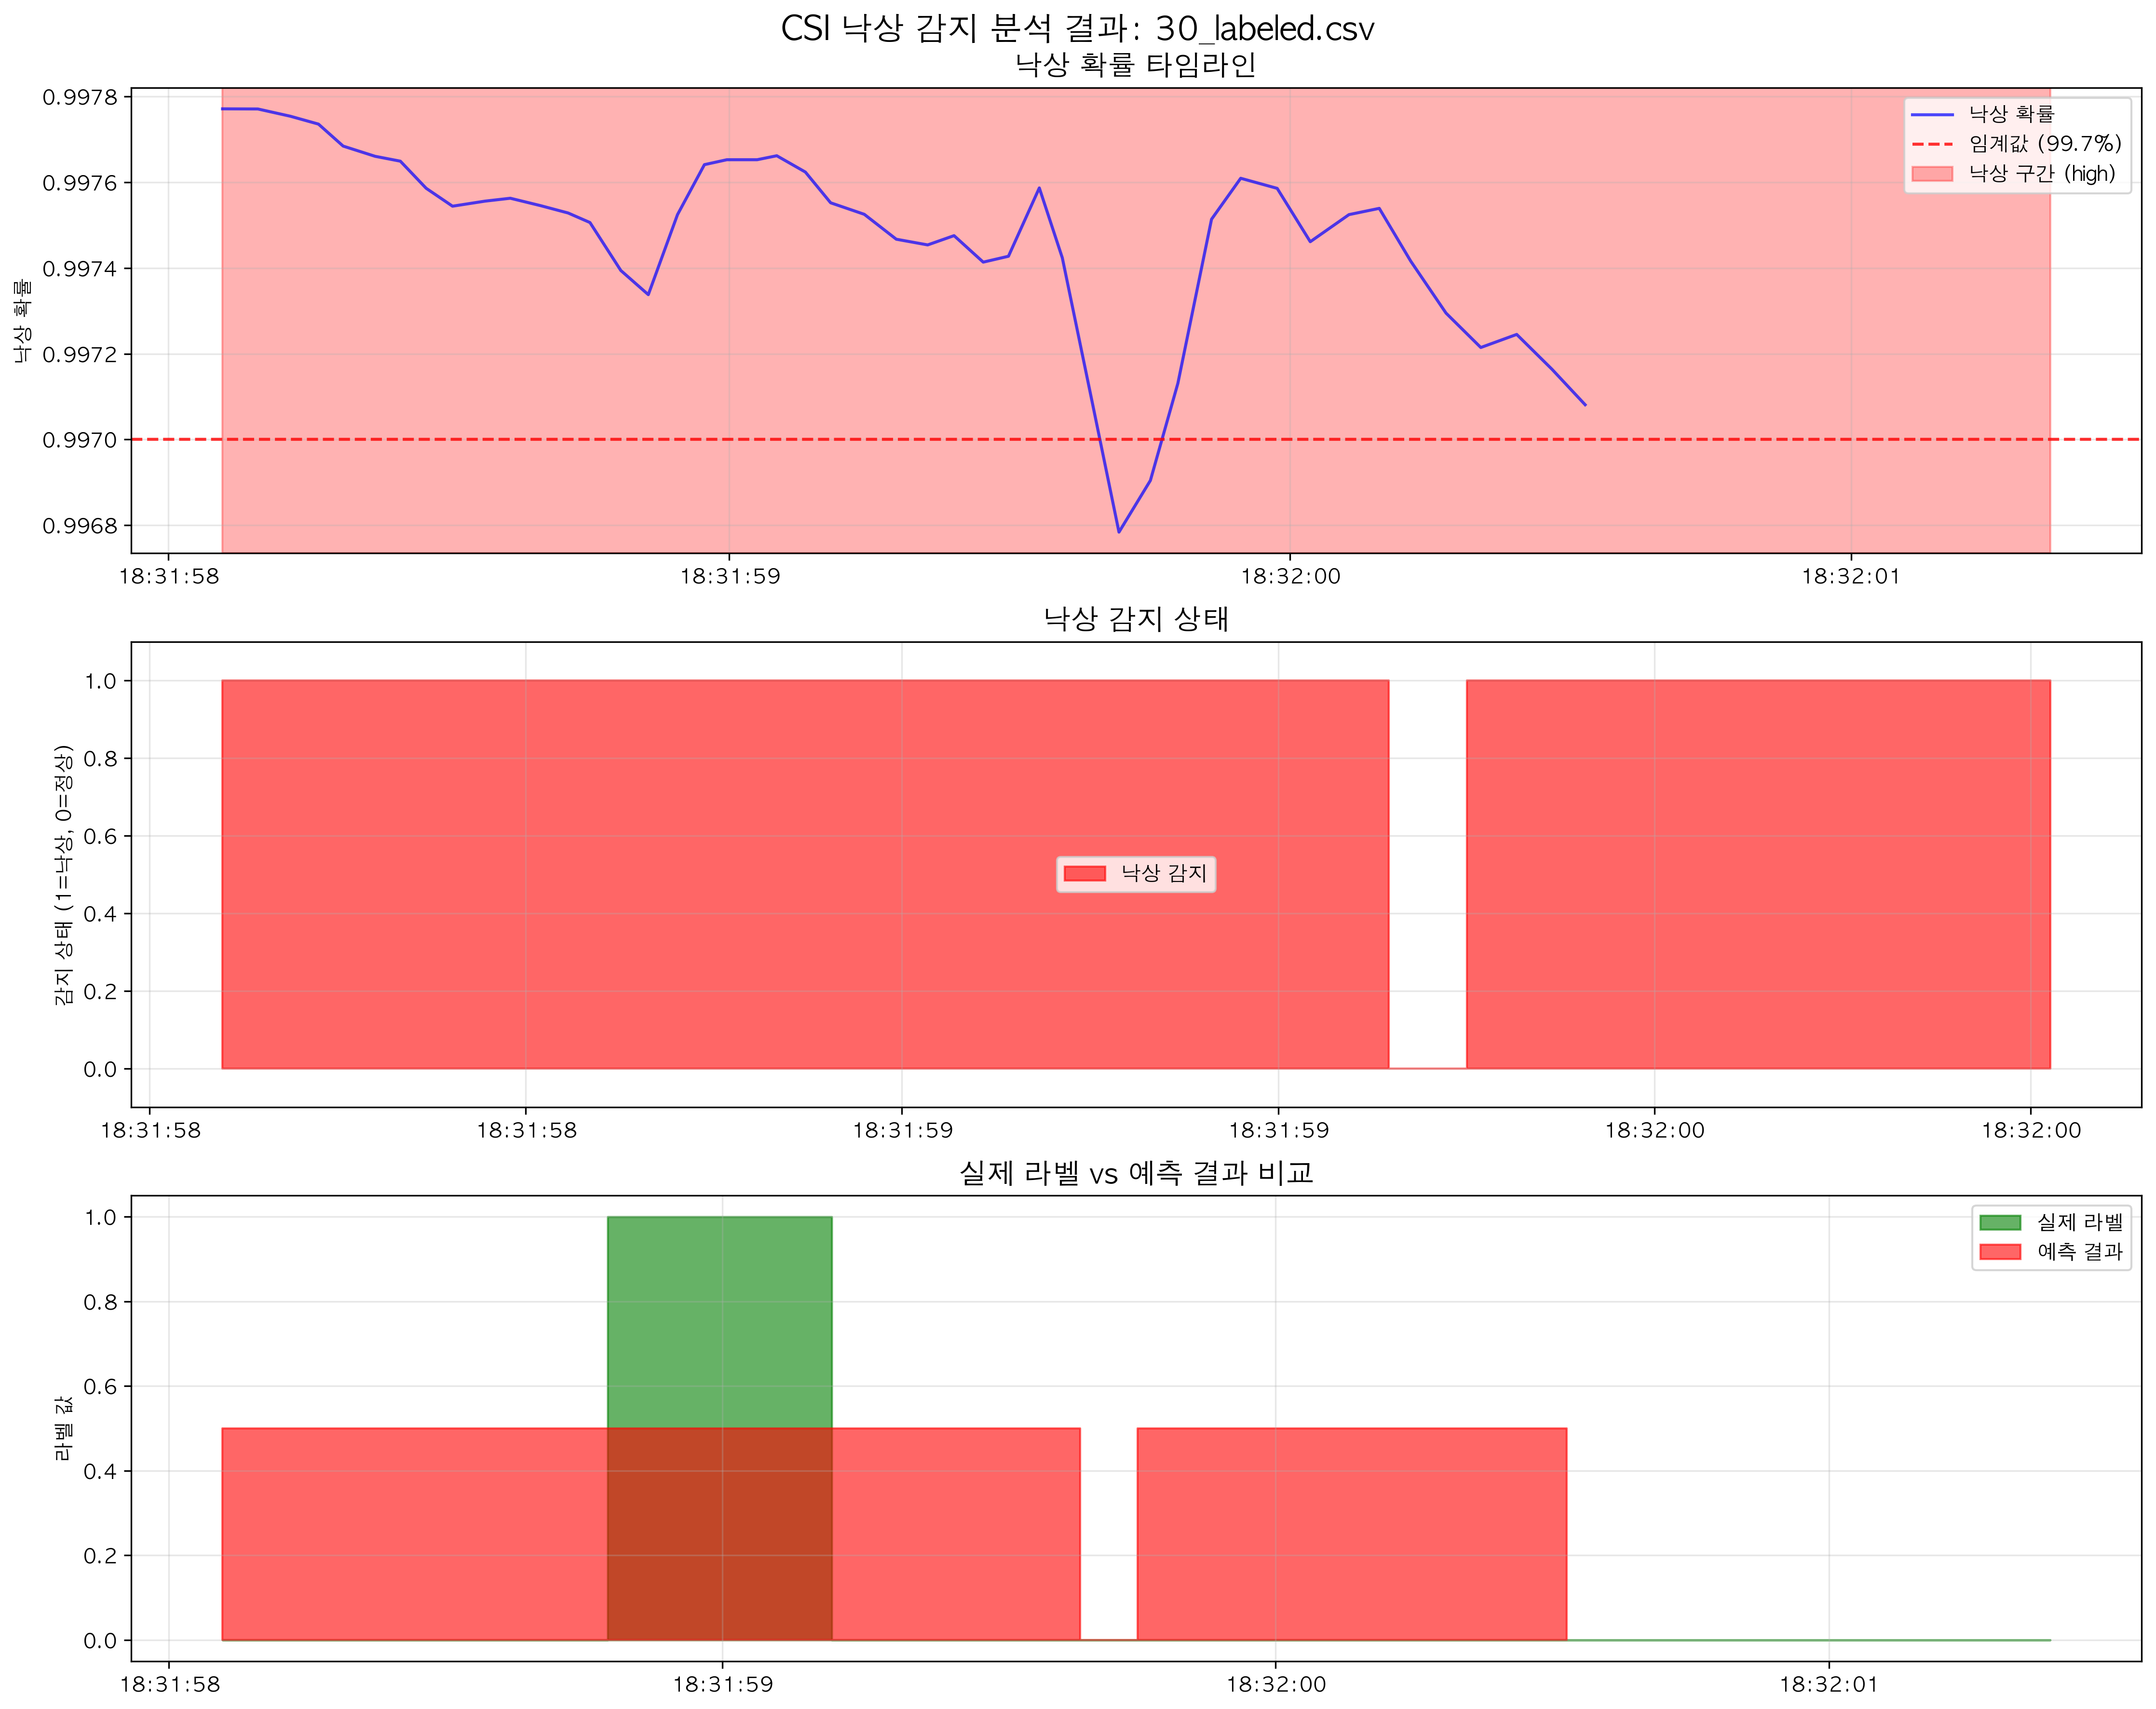 CSI 낙상 감지 분석 결과: 30_labeled.csv
낙상 확률 타임라인
낙상 확률
0.9978
0.9976
0.9974
0.9972
0.9970
0.9968
낙상 확률
임계값 (99.7%)
낙상 구간 (high)
18:31:58
18:31:59
18:32:00
18:32:01
낙상 감지 상태
감지 상태 (1=낙상, 0=정상)
1.0
0.8
0.6
0.4
0.2
0.0
낙상 감지
18:31:58
18:31:58
18:31:59
18:31:59
18:32:00
18:32:00
실제 라벨 vs 예측 결과 비교
라벨 값
1.0
0.8
0.6
0.4
0.2
0.0
실제 라벨
예측 결과
18:31:58
18:31:59
18:32:00
18:32:01